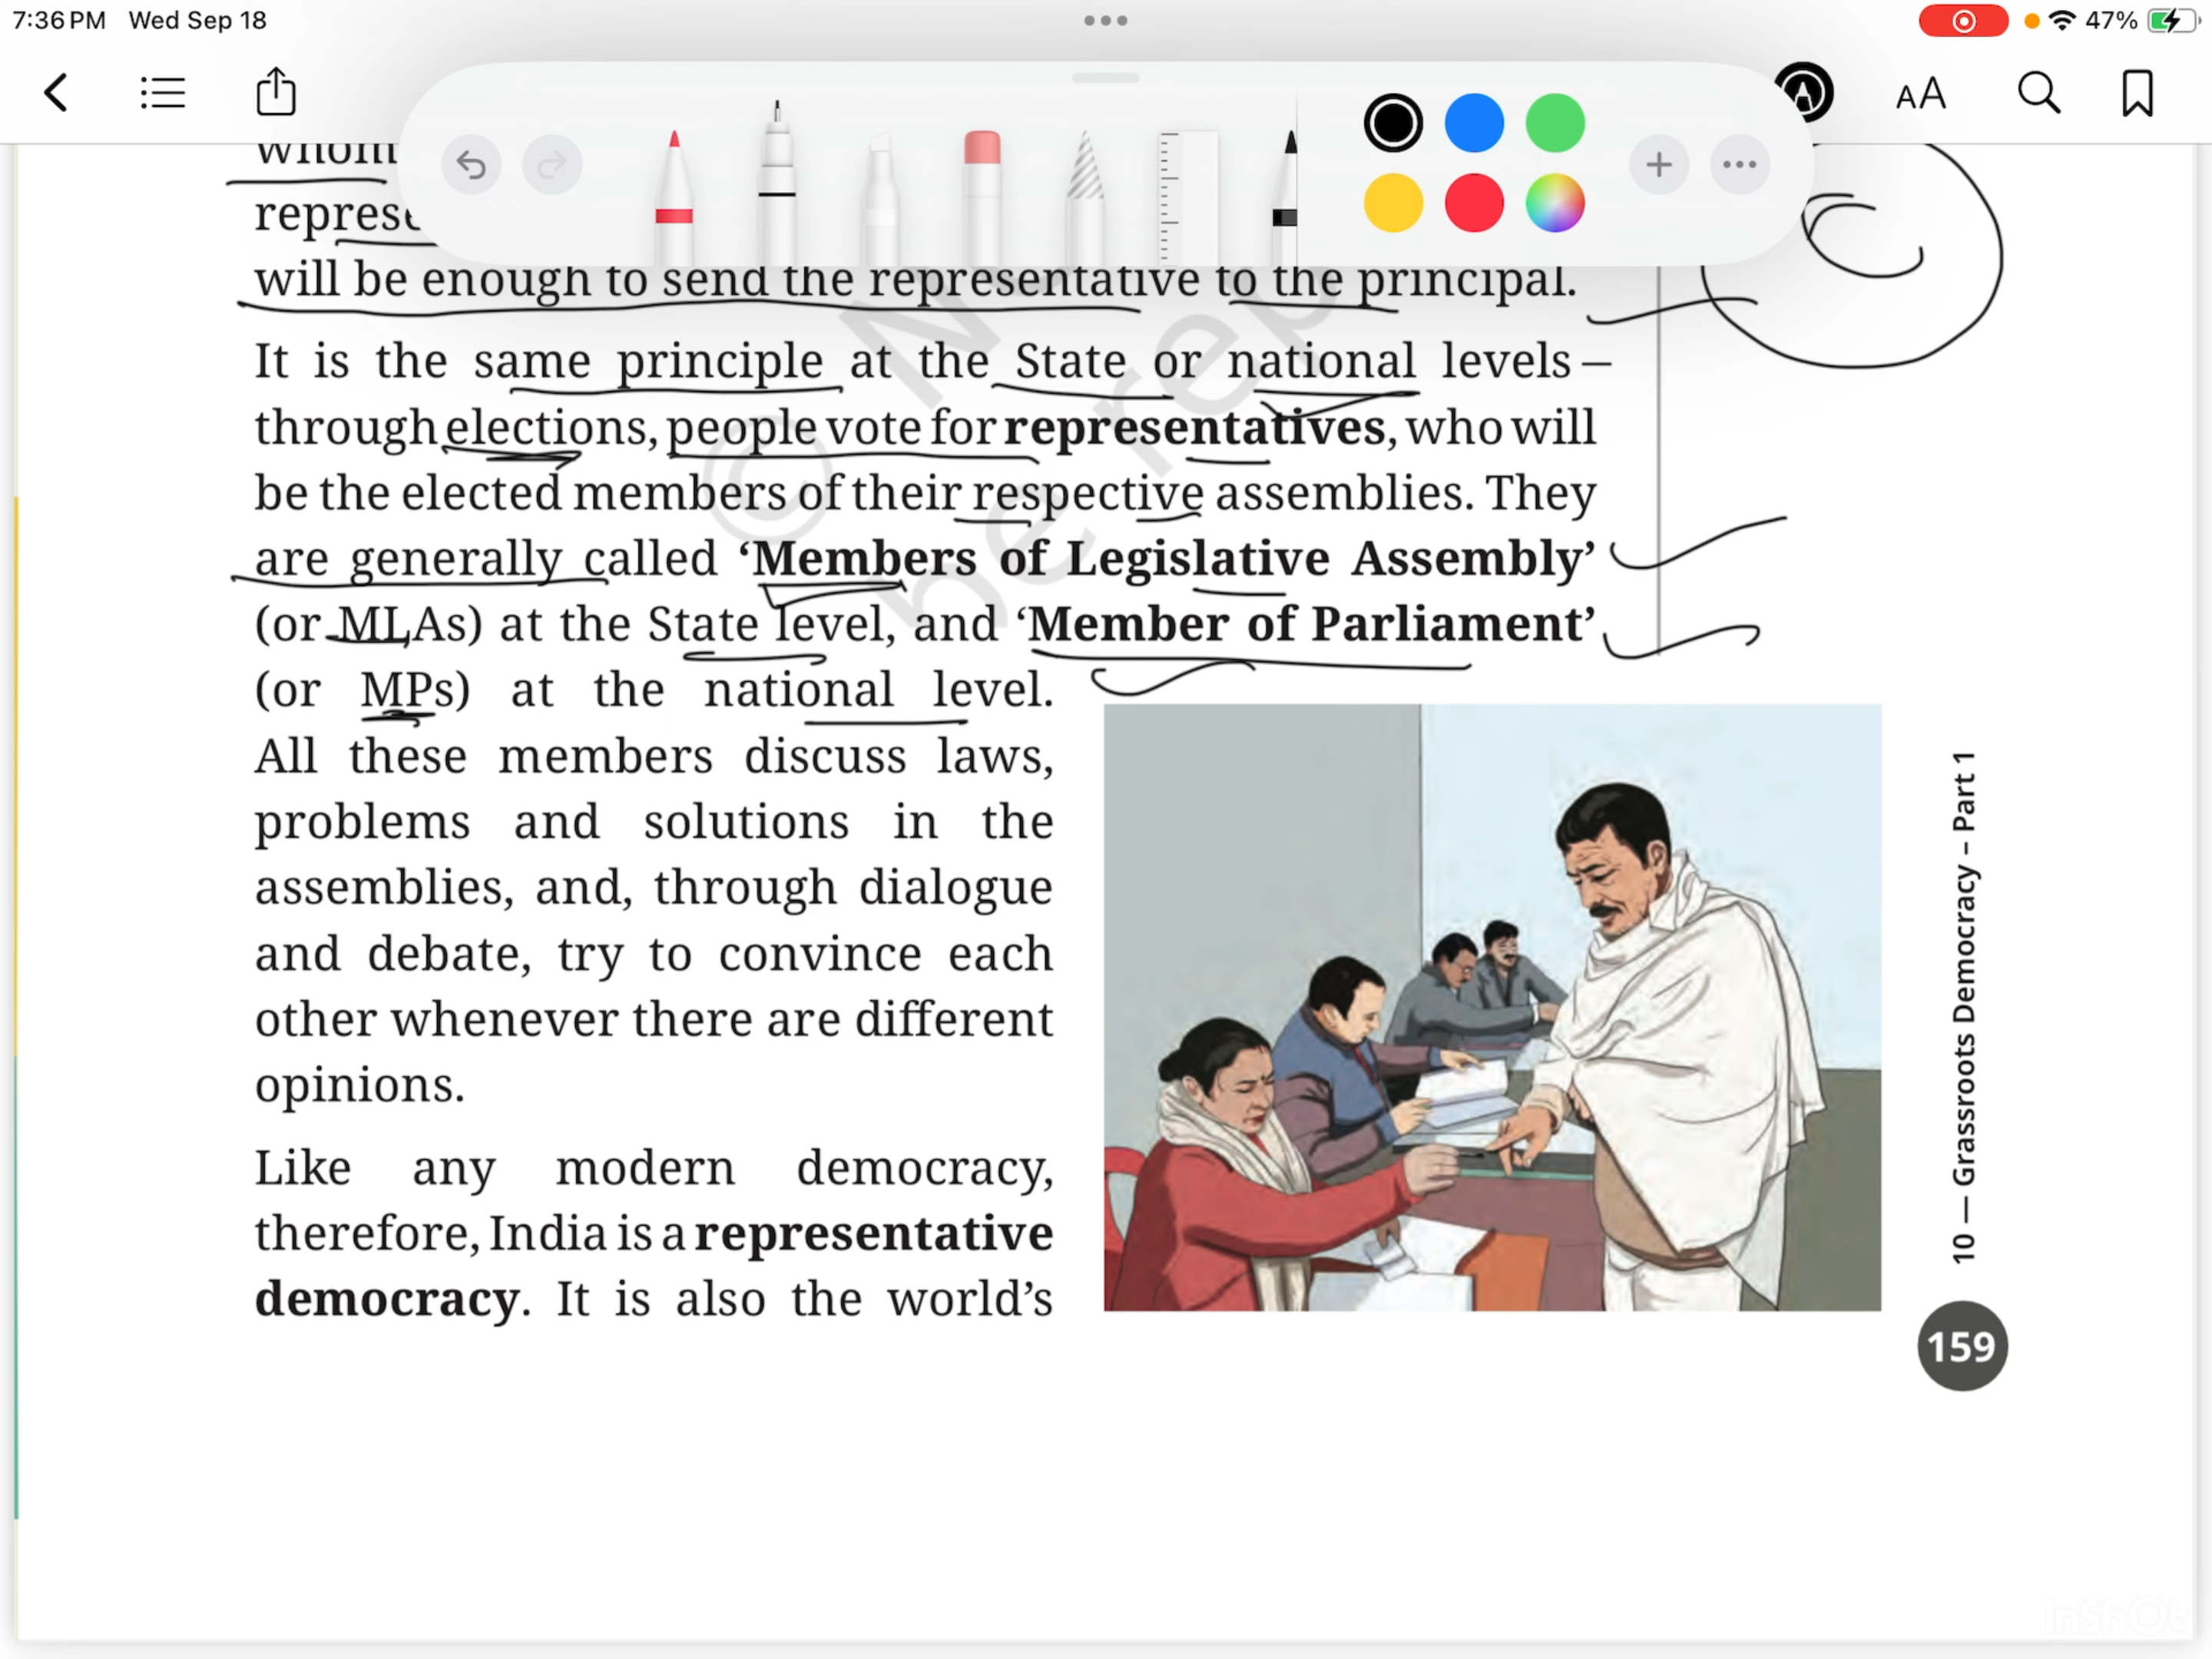 7:36 PM Wed Sep 18
47%
AA
whom
repres
will be enough to send the representative to the principal.
It is the same principle at the State or national levels —
through elections, people vote for representatives, who will
be the elected members of their respective assemblies. They
are generally called ‘Members of Legislative Assembly’
(or MLAs) at the State level, and ‘Member of Parliament’
(or MPs) at the national level.
All these members discuss laws,
problems and solutions in the
assemblies, and, through dialogue
and debate, try to convince each
other whenever there are different
opinions.
Like any modern democracy,
therefore, India is a representative
democracy. It is also the world’s
10 — Grassroots Democracy – Part 1
159
InShOt